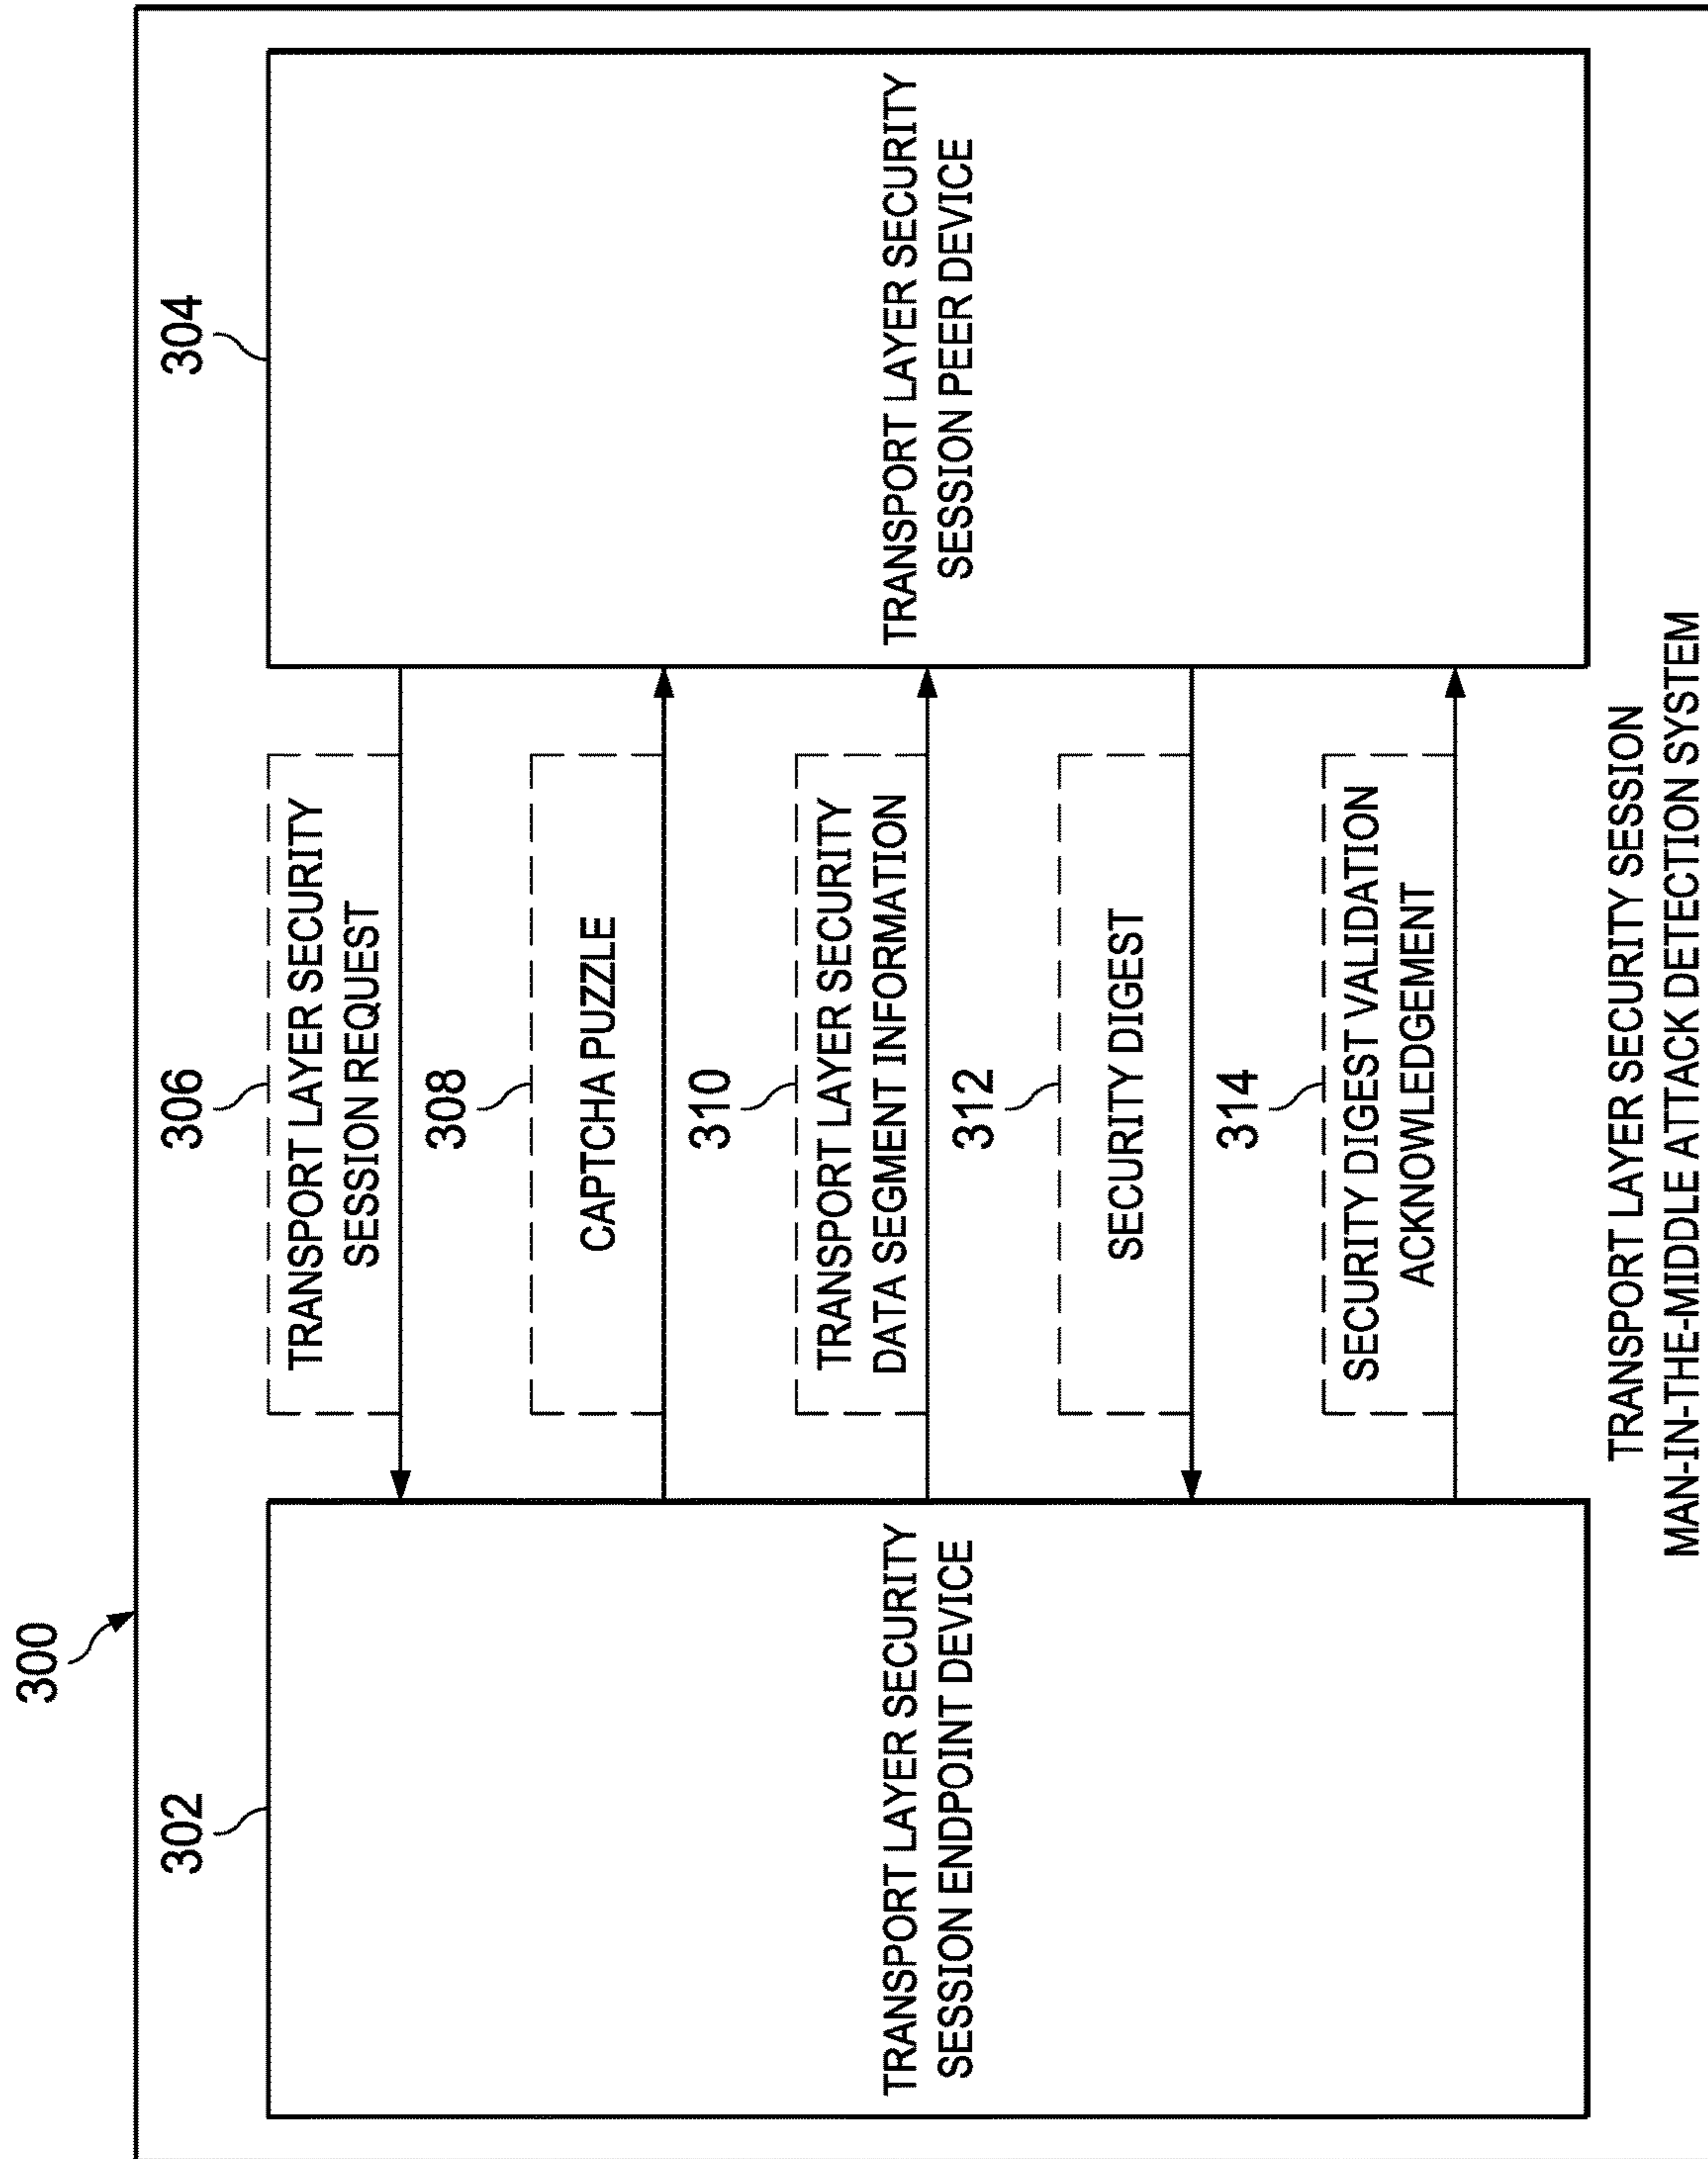 300
302
304
TRANSPORT LAYER SECURITY
SESSION ENDPOINT DEVICE
306
TRANSPORT LAYER SECURITY
SESSION REQUEST
308
CAPTCHA PUZZLE
310
TRANSPORT LAYER SECURITY
DATA SEGMENT INFORMATION
312
SECURITY DIGEST
314
SECURITY DIGEST VALIDATION
ACKNOWLEDGEMENT
TRANSPORT LAYER SECURITY
SESSION PEER DEVICE
TRANSPORT LAYER SECURITY SESSION
MAN-IN-THE-MIDDLE ATTACK DETECTION SYSTEM